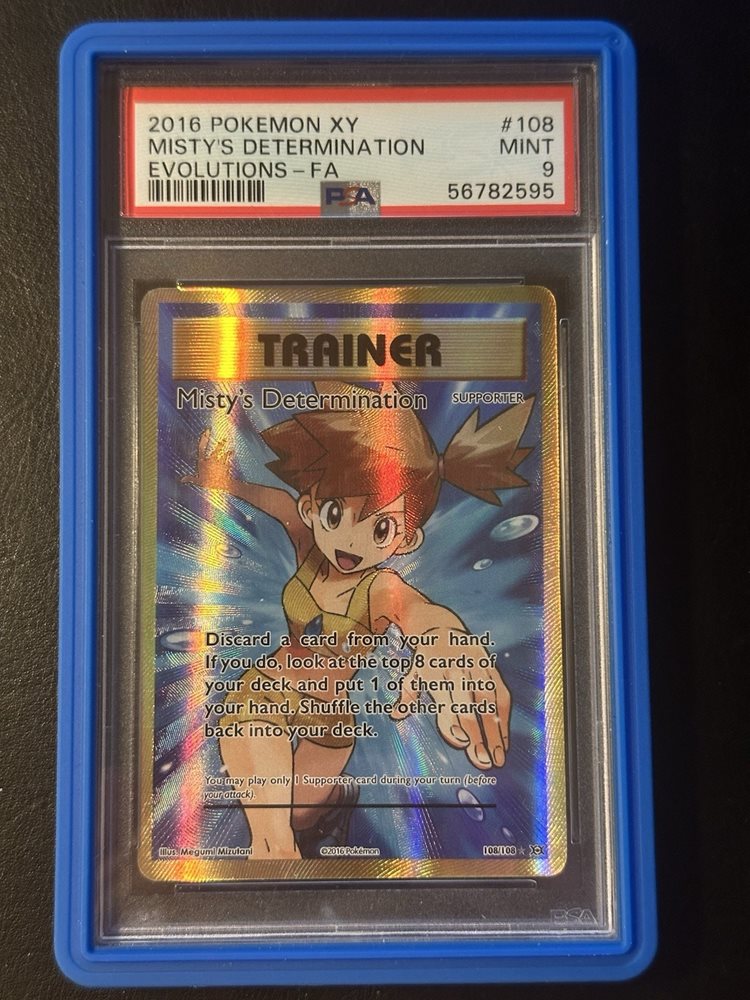 2016 POKEMON XY #108
MISTY'S DETERMINATION MINT
EVOLUTIONS - FA 9
PSA 56782595
TRAINER
Misty's Determination SUPPORTER
Discard a card from your hand.
If you do, look at the top 8 cards of
your deck and put 1 of them into
your hand. Shuffle the other cards
back into your deck.
You may play only 1 Supporter card during your turn (before
your attack).
Illus. Megumi Mizutani ©2016 Pokémon 108/108
PSA